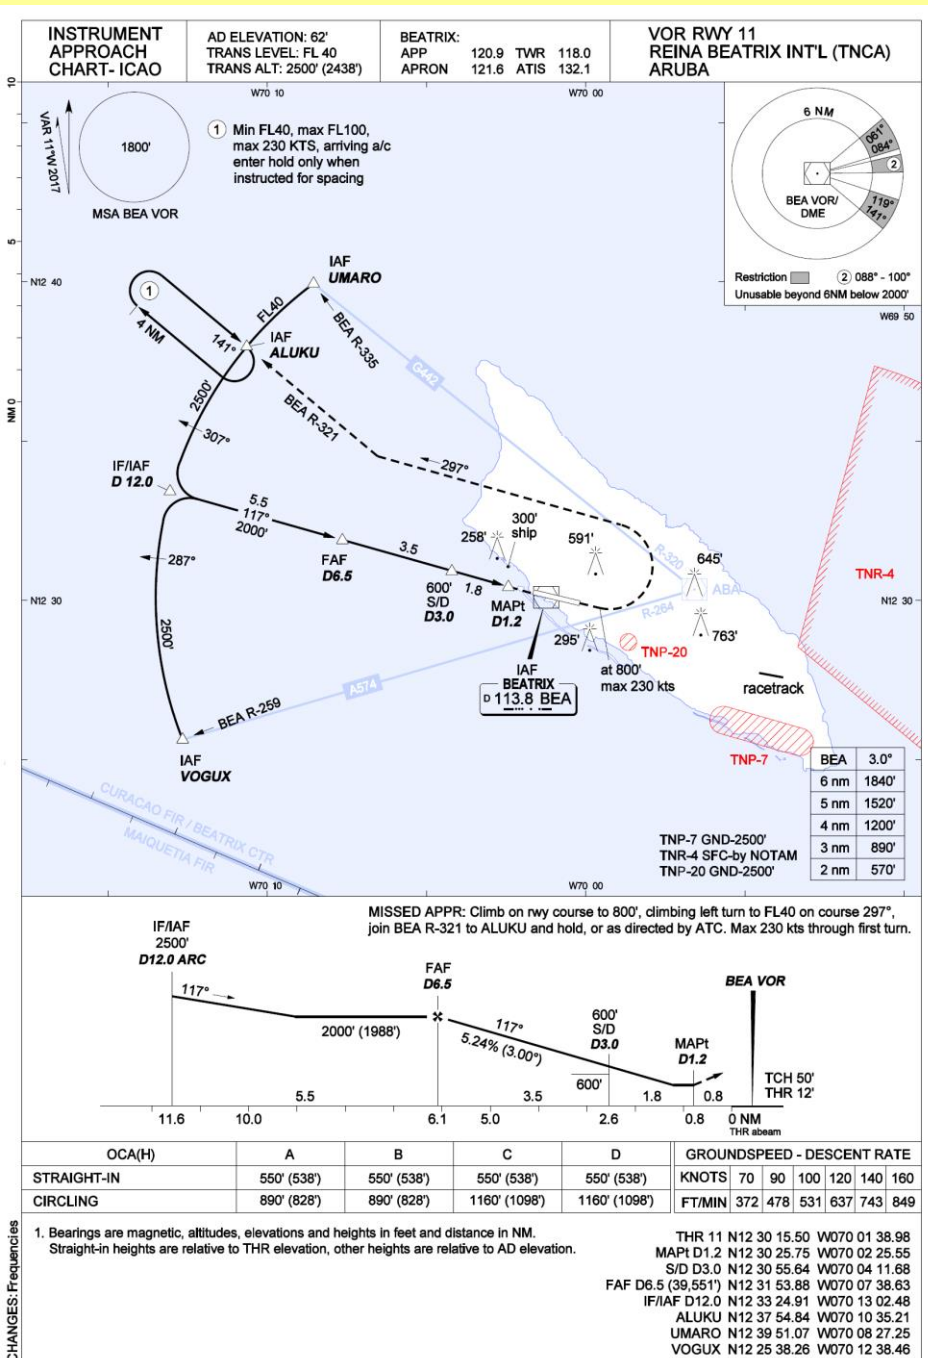 INSTRUMENT
APPROACH
CHART- ICAO
AD ELEVATION: 62'
TRANS LEVEL: FL 40
TRANS ALT: 2500' (2438')
BEATRIX:
APP 120.9 TWR 118.0
APRON 121.6 ATIS 132.1
VOR RWY 11
REINA BEATRIX INT'L (TNCA)
ARUBA
10
W70 10
W70 00
VAR 11°W 2017
1800'
MSA BEA VOR
1 Min FL40, max FL100,
max 230 KTS, arriving a/c
enter hold only when
instructed for spacing
6 NM
061°
084°
2
119°
141°
BEA VOR/
DME
Restriction 2 088° - 100°
Unusable beyond 6NM below 2000'
W69 50
5
N12 40
IAF
UMARO
1
FL40
4 NM
141°
IAF
ALUKU
BEA R-335
G442
NM 0
2500'
BEA R-321
307°
297°
IF/IAF
D 12.0
5.5
117°
2000'
300'
ship
258'
591'
FAF
D6.5
3.5
287°
R-320
645'
TNR-4
N12 30
600'
S/D
D3.0
1.8
MAPt
D1.2
ABA
R-264
N12 30
2500'
295'
763'
TNP-20
at 800'
max 230 kts
IAF
BEATRIX
D 113.8 BEA
racetrack
A574
BEA R-259
IAF
VOGUX
TNP-7
BEA 3.0°
6 nm 1840'
5 nm 1520'
4 nm 1200'
3 nm 890'
2 nm 570'
CURACAO FIR / BEATRIX CTR
MAIQUETIA FIR
TNP-7 GND-2500'
TNR-4 SFC-by NOTAM
TNP-20 GND-2500'
W70 10
W70 00
MISSED APPR: Climb on rwy course to 800', climbing left turn to FL40 on course 297°,
join BEA R-321 to ALUKU and hold, or as directed by ATC. Max 230 kts through first turn.
IF/IAF
2500'
D12.0 ARC
117°
2000' (1988')
FAF
D6.5
117°
5.24% (3.00°)
600'
S/D
D3.0
600'
MAPt
D1.2
BEA VOR
TCH 50'
THR 12'
5.5 3.5 1.8 0.8
11.6 10.0 6.1 5.0 2.6 0.8 0 NM
THR abeam
OCA(H) A B C D
STRAIGHT-IN 550' (538') 550' (538') 550' (538') 550' (538')
CIRCLING 890' (828') 890' (828') 1160' (1098') 1160' (1098')
GROUNDSPEED - DESCENT RATE
KNOTS 70 90 100 120 140 160
FT/MIN 372 478 531 637 743 849
1. Bearings are magnetic, altitudes, elevations and heights in feet and distance in NM.
Straight-in heights are relative to THR elevation, other heights are relative to AD elevation.
THR 11 N12 30 15.50 W070 01 38.98
MAPt D1.2 N12 30 25.75 W070 02 25.55
S/D D3.0 N12 30 55.64 W070 04 11.68
FAF D6.5 (39,551') N12 31 53.88 W070 07 38.63
IF/IAF D12.0 N12 33 24.91 W070 13 02.48
ALUKU N12 37 54.84 W070 10 35.21
UMARO N12 39 51.07 W070 08 27.25
VOGUX N12 25 38.26 W070 12 38.46
CHANGES: Frequencies